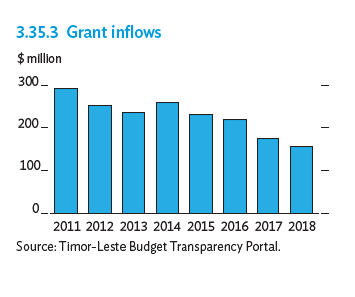 3.35.3 Grant inflows
$ million
300
200
100
0
2011 2012 2013 2014 2015 2016 2017 2018
Source: Timor-Leste Budget Transparency Portal.